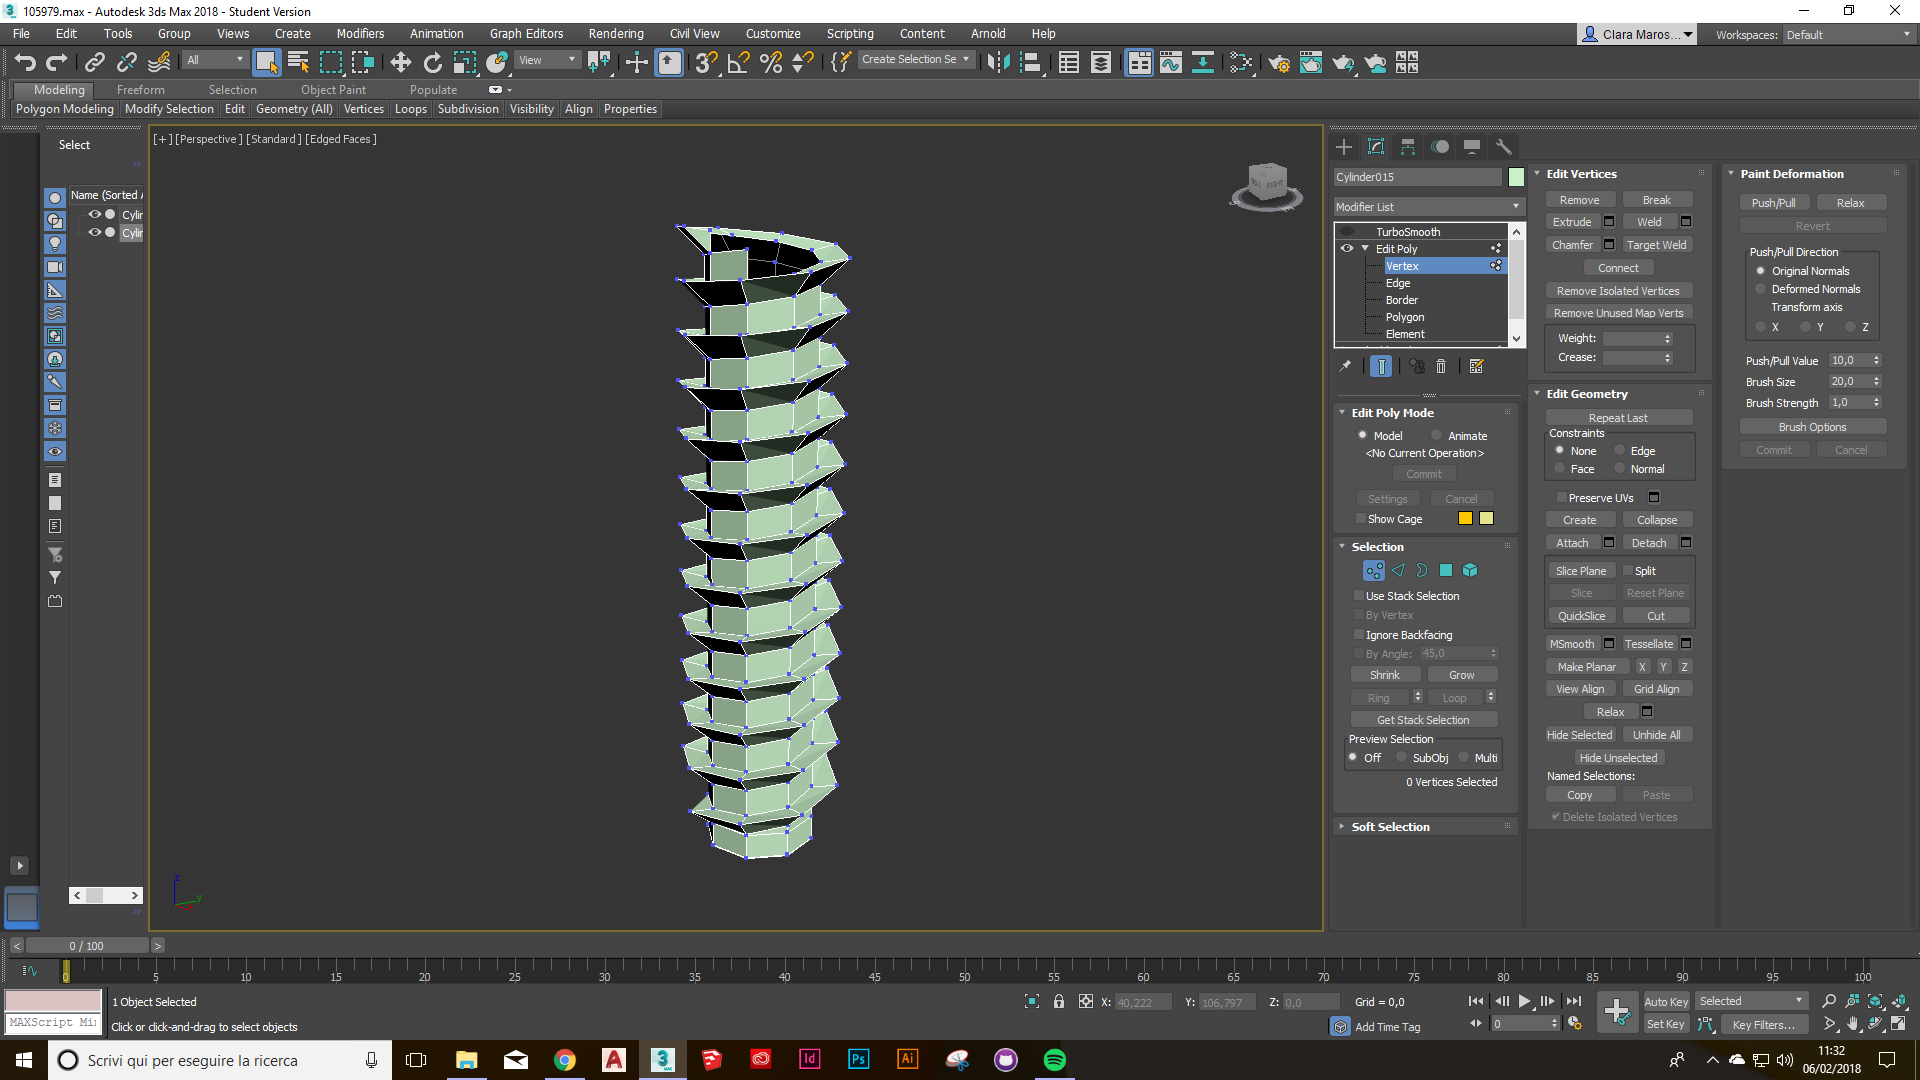 105979.max - Autodesk 3ds Max 2018 - Student Version
File Edit Tools Group Views Create Modifiers Animation Graph Editors Rendering Civil View Customize Scripting Content Arnold Help
Clara Maros... Workspaces: Default
All View Create Selection Se
Modeling Freeform Selection Object Paint Populate
Polygon Modeling Modify Selection Edit Geometry (All) Vertices Loops Subdivision Visibility Align Properties
Select
Name (Sorted A
Cylin
Cylin
[+] [Perspective] [Standard] [Edged Faces]
RIGHT
z
y
Cylinder015
Modifier List
TurboSmooth
Edit Poly
Vertex
Edge
Border
Polygon
Element
Edit Poly Mode
Model Animate
<No Current Operation>
Commit
Settings Cancel
Show Cage
Selection
Use Stack Selection
By Vertex
Ignore Backfacing
By Angle: 45,0
Shrink Grow
Ring Loop
Get Stack Selection
Preview Selection
Off SubObj Multi
0 Vertices Selected
Soft Selection
Edit Vertices
Remove Break
Extrude Weld
Chamfer Target Weld
Connect
Remove Isolated Vertices
Remove Unused Map Verts
Weight:
Crease:
Edit Geometry
Repeat Last
Constraints
None Edge
Face Normal
Preserve UVs
Create Collapse
Attach Detach
Slice Plane Split
Slice Reset Plane
QuickSlice Cut
MSmooth Tessellate
Make Planar X Y Z
View Align Grid Align
Relax
Hide Selected Unhide All
Hide Unselected
Named Selections:
Copy Paste
Delete Isolated Vertices
Paint Deformation
Push/Pull Relax
Revert
Push/Pull Direction
Original Normals
Deformed Normals
Transform axis
X Y Z
Push/Pull Value 10,0
Brush Size 20,0
Brush Strength 1,0
Brush Options
Commit Cancel
< 0 / 100 >
0 5 10 15 20 25 30 35 40 45 50 55 60 65 70 75 80 85 90 95 100
1 Object Selected
MAXScript Mi
Click or click-and-drag to select objects
X: 40,222 Y: 106,797 Z: 0,0 Grid = 0,0
Add Time Tag
0
Auto Key Selected
Set Key Key Filters...
Scrivi qui per eseguire la ricerca
11:32
06/02/2018